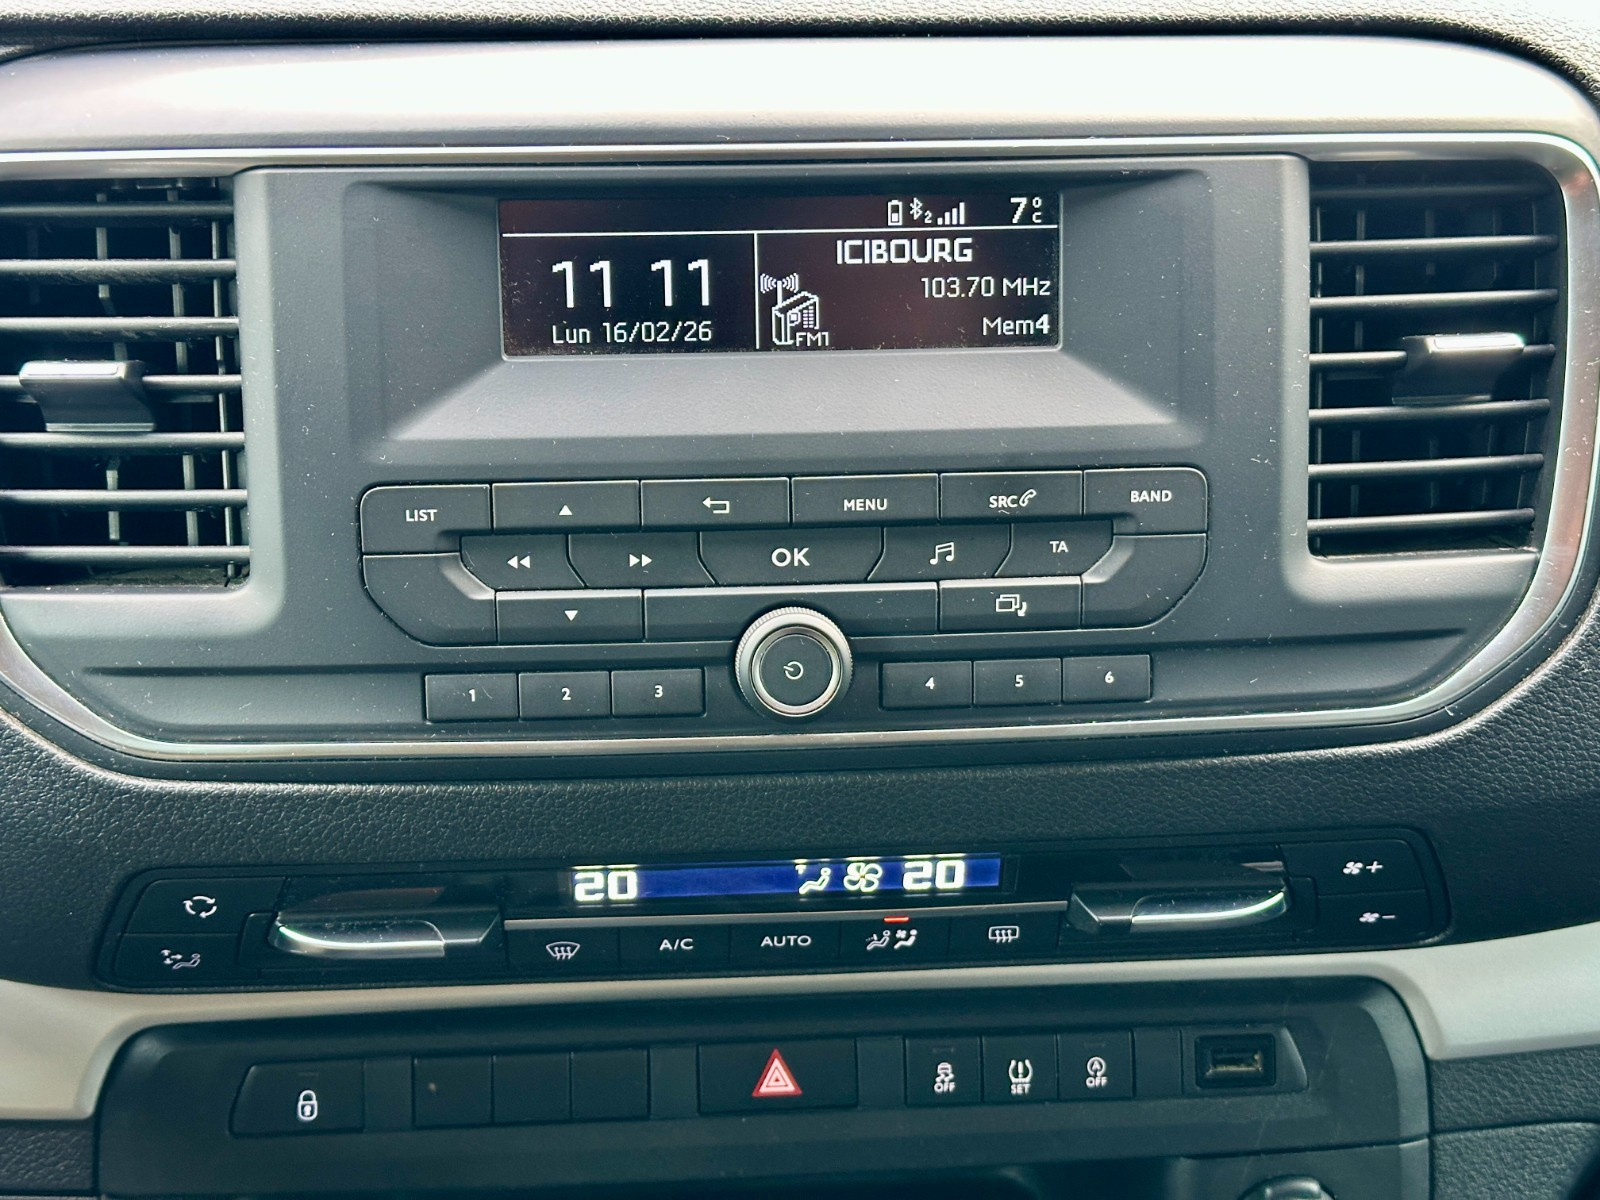 2 7°C
11 11
Lun 16/02/26
ICIBOURG
103.70 MHz
FM1
Mem4
LIST
MENU
SRC
BAND
OK
TA
1
2
3
4
5
6
20
20
A/C
AUTO
OFF
SET
A
OFF